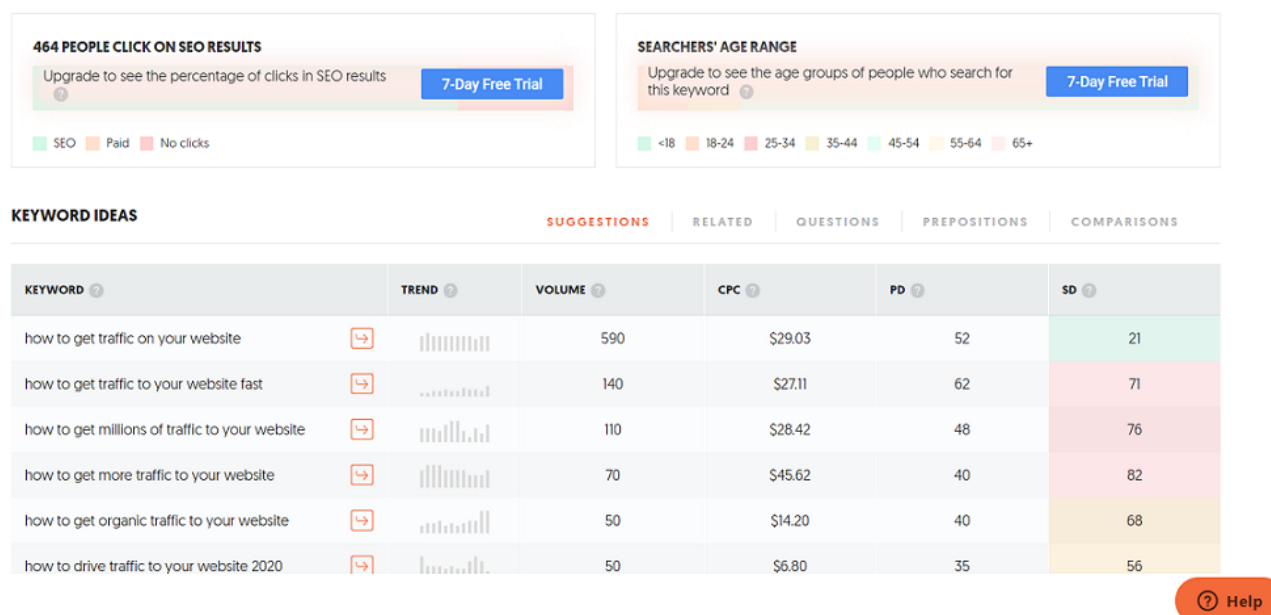 464 PEOPLE CLICK ON SEO RESULTS
Upgrade to see the percentage of clicks in SEO results
?
7-Day Free Trial
SEO Paid No clicks
SEARCHERS' AGE RANGE
Upgrade to see the age groups of people who search for
this keyword ?
7-Day Free Trial
<18 18-24 25-34 35-44 45-54 55-64 65+
KEYWORD IDEAS
SUGGESTIONS RELATED QUESTIONS PREPOSITIONS COMPARISONS
KEYWORD ? TREND ? VOLUME ? CPC ? PD ? SD ?
how to get traffic on your website 590 $29.03 52 21
how to get traffic to your website fast 140 $27.11 62 71
how to get millions of traffic to your website 110 $28.42 48 76
how to get more traffic to your website 70 $45.62 40 82
how to get organic traffic to your website 50 $14.20 40 68
how to drive traffic to your website 2020 50 $6.80 35 56
? Help